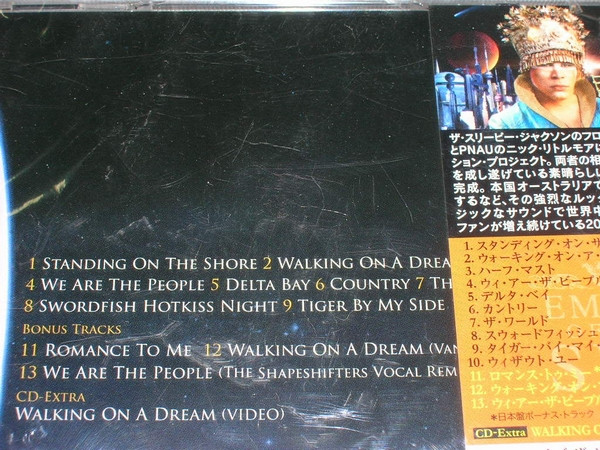 1 Standing On The Shore 2 Walking On A Drea
4 We Are The People 5 Delta Bay 6 Country 7 Th
8 Swordfish Hotkiss Night 9 Tiger By My Side
Bonus Tracks
11 Romance To Me 12 Walking On A Dream (Van
13 We Are The People (The Shapeshifters Vocal Rem
CD-Extra
Walking On A Dream (video)
ザ・スリーピー・ジャクソンのフロ
とPNAUのニック・リトルモアに
ション・プロジェクト。両者の相
を成し遂げている素晴らしい
完成。本国オーストラリアで
するなど、その強烈なルッ
ジックなサウンドで世界中
ファンが増え続けている20
1. スタンディング・オン・ザ
2. ウォーキング・オン・ア
3. ハーフ・マスト
4. ウィ・アー・ザ・ピープル
5. デルタ・ベイ
6. カントリー
7. ザ・ワールド
8. スウォードフィッシュ
9. タイガー・バイ・マイ・
10. ウィザウト・ユー
11. ロマンス・トゥ・
12. ウォーキング・オン・
13. ウィ・アー・ザ・ピープル
*日本盤ボーナス・トラック
CD-Extra WALKING O